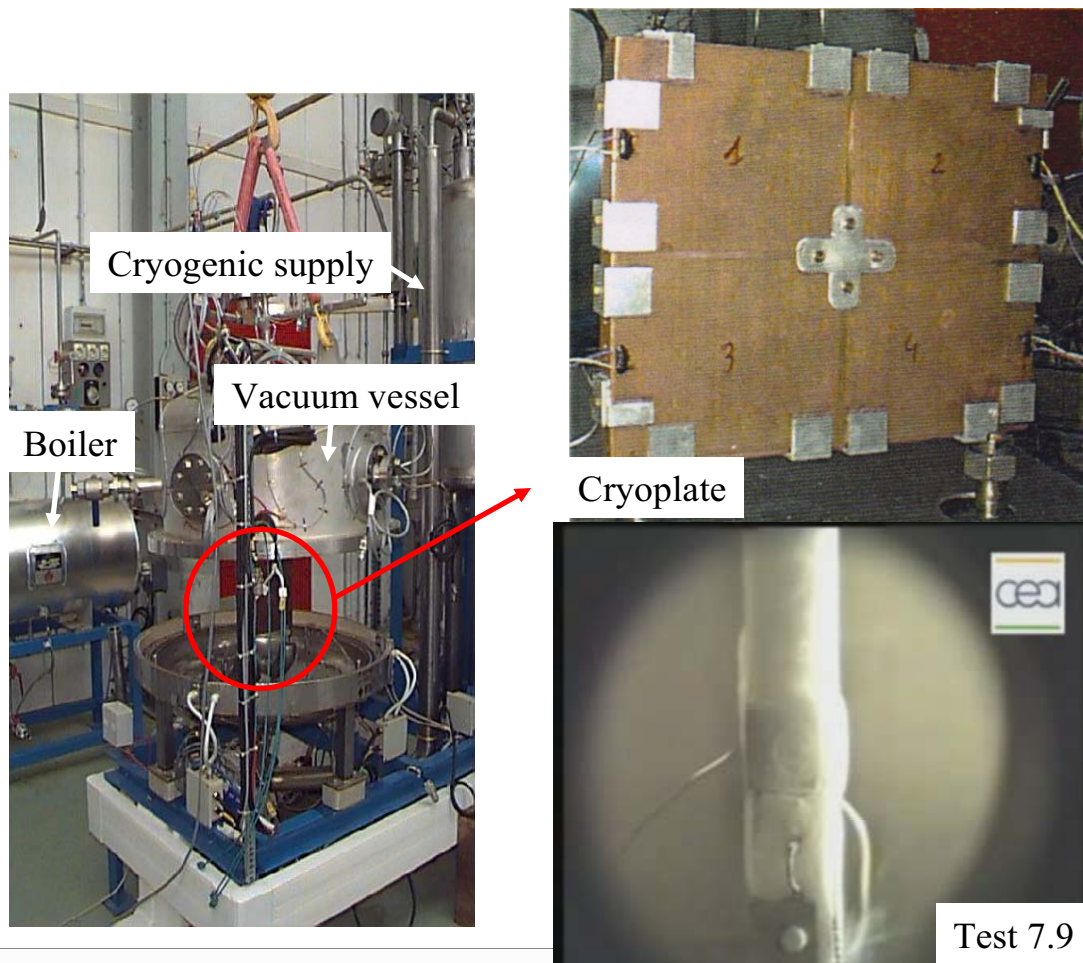 Cryogenic supply
Vacuum vessel
Boiler
1
2
3
4
Cryoplate
cea
Test 7.9